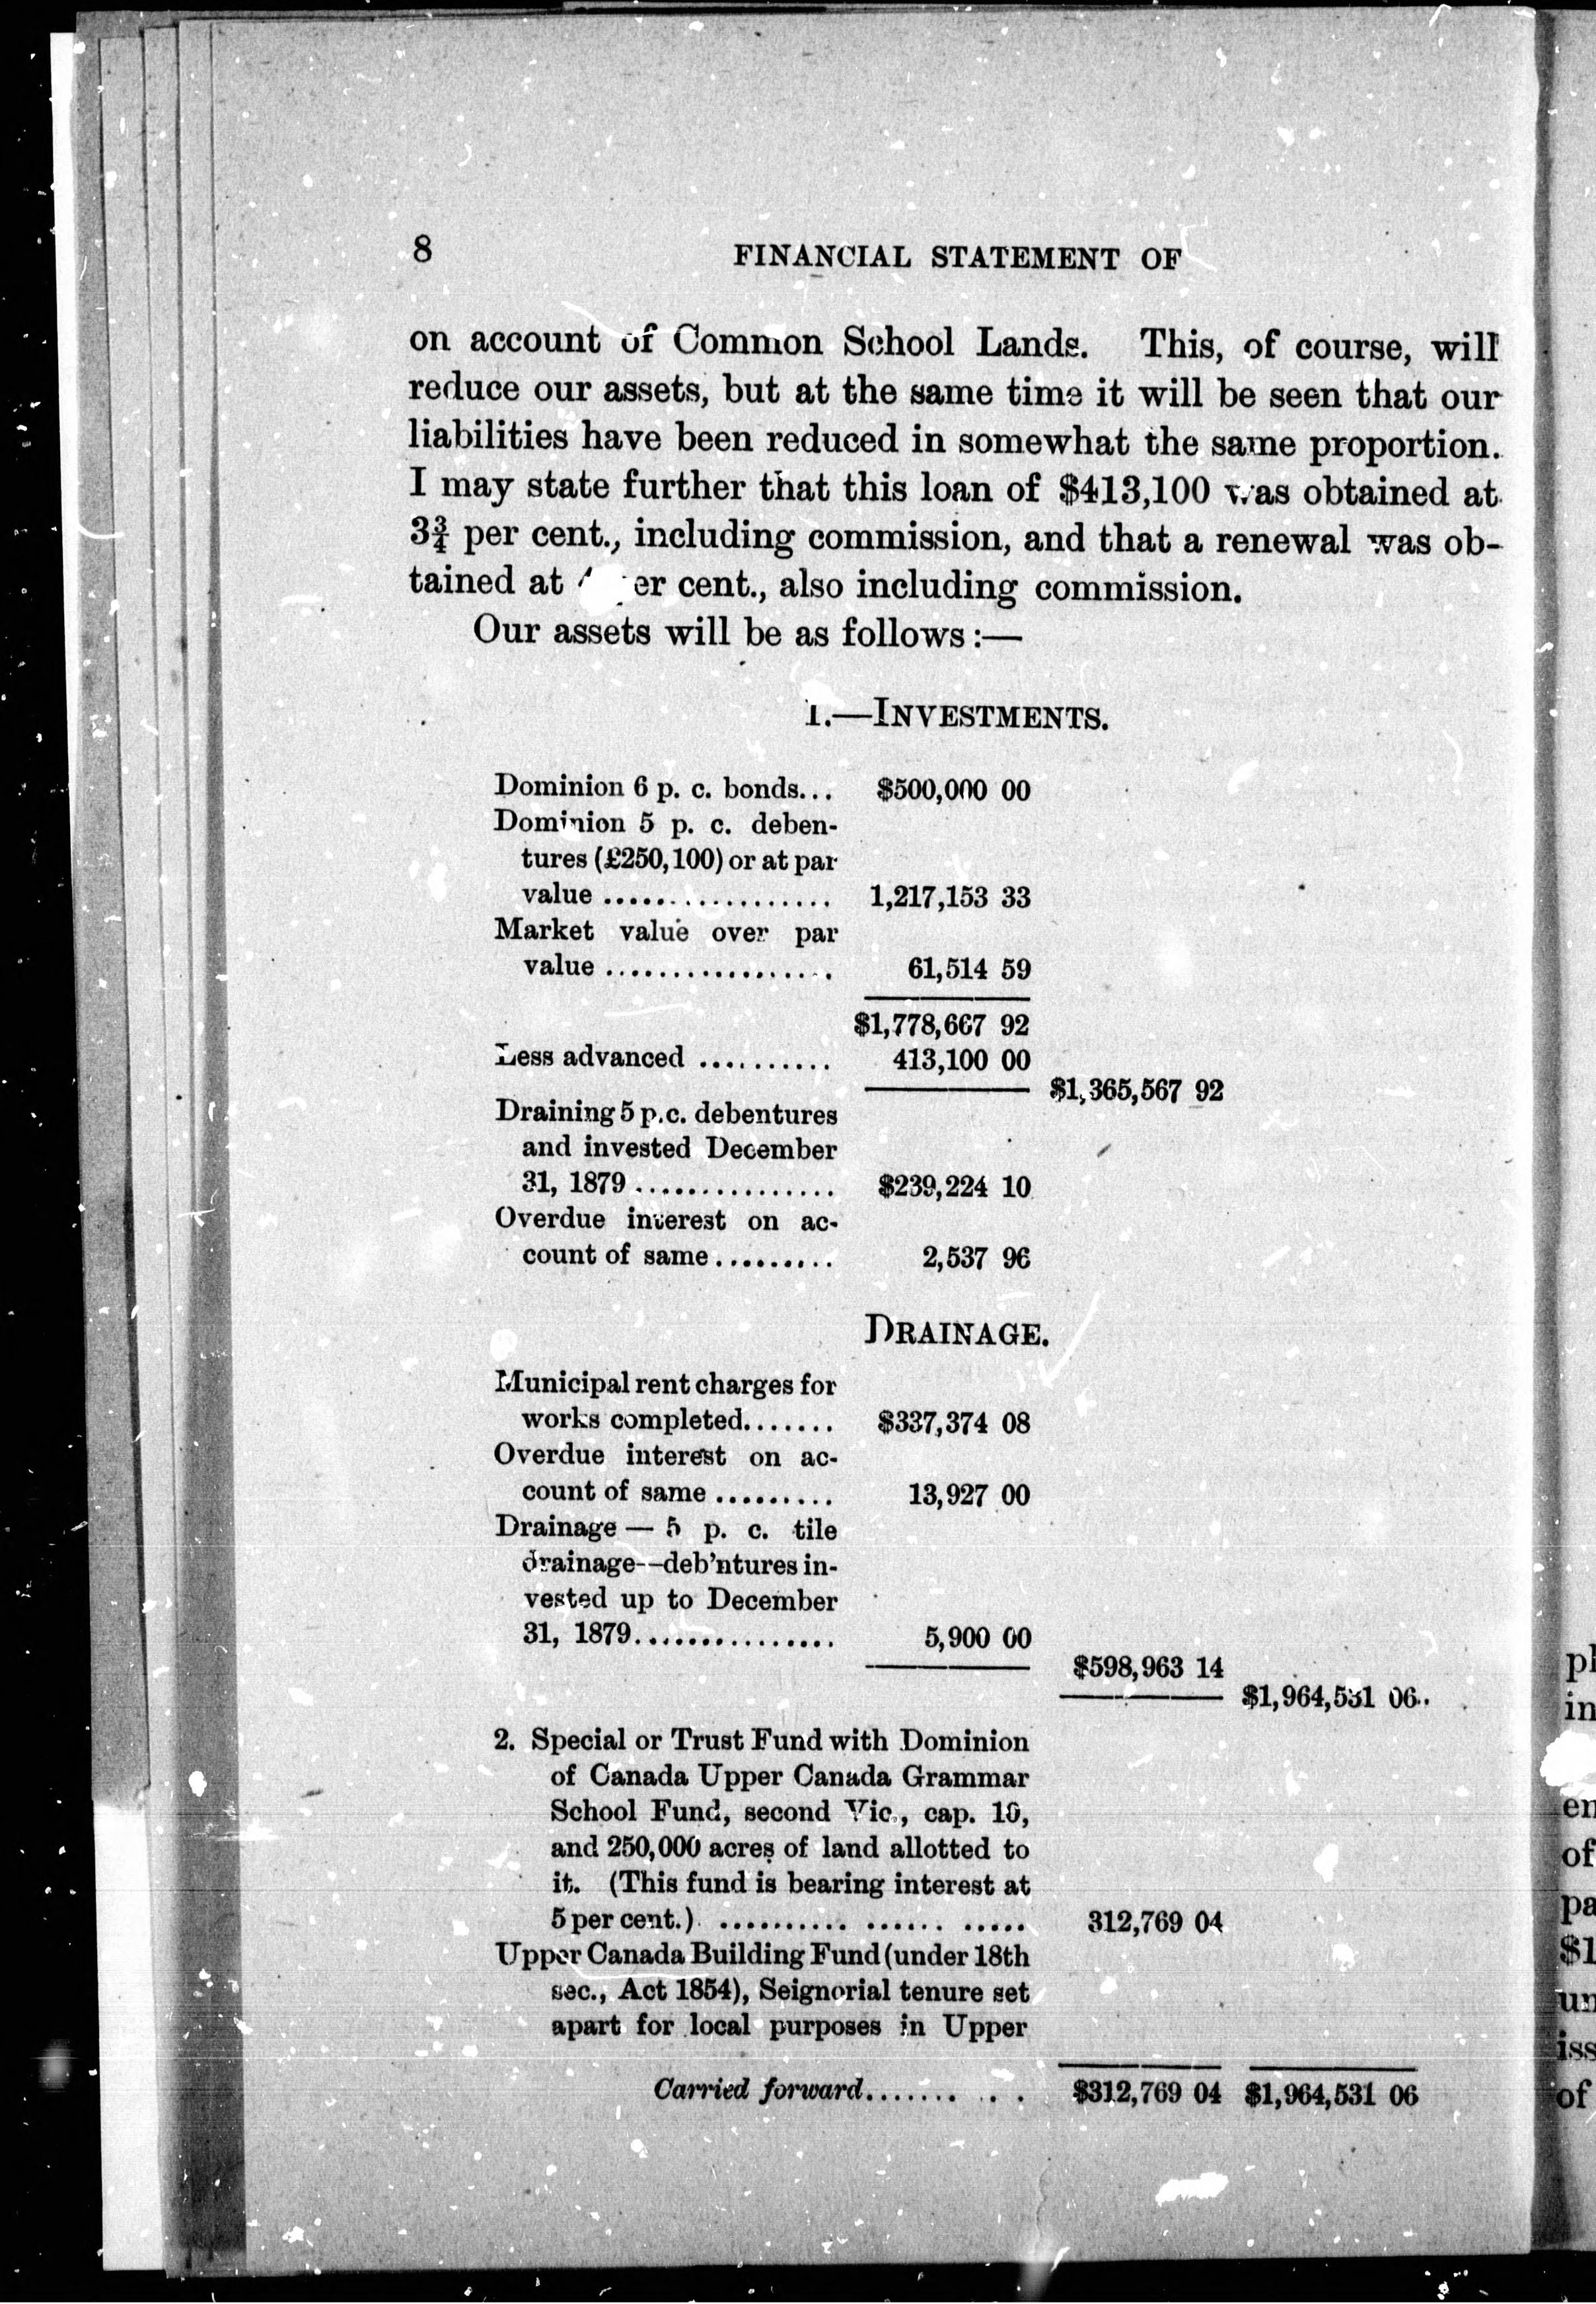 8 FINANCIAL STATEMENT OF
on account of Common School Lands. This, of course, will
reduce our assets, but at the same time it will be seen that our
liabilities have been reduced in somewhat the same proportion.
I may state further that this loan of $413,100 was obtained at
3¾ per cent., including commission, and that a renewal was ob-
tained at er cent., also including commission.
Our assets will be as follows :—
1.—INVESTMENTS.
Dominion 6 p. c. bonds... $500,000 00
Dominion 5 p. c. deben-
tures (£250,100) or at par
value ................. 1,217,153 33
Market value over par
value ................. 61,514 59
$1,778,667 92
Less advanced .......... 413,100 00
$1,365,567 92
Draining 5 p.c. debentures
and invested December
31, 1879 ............... $239,224 10
Overdue interest on ac-
count of same ......... 2,537 96
DRAINAGE.
Municipal rent charges for
works completed....... $337,374 08
Overdue interest on ac-
count of same ......... 13,927 00
Drainage — 5 p. c. tile
drainage--deb'ntures in-
vested up to December
31, 1879............... 5,900 00
$598,963 14
$1,964,531 06
2. Special or Trust Fund with Dominion
of Canada Upper Canada Grammar
School Fund, second Vic., cap. 10,
and 250,000 acres of land allotted to
it. (This fund is bearing interest at
5 per cent.) .......... ...... ..... 312,769 04
Upper Canada Building Fund (under 18th
sec., Act 1854), Seignorial tenure set
apart for local purposes in Upper
Carried forward....... . . $312,769 04 $1,964,531 06